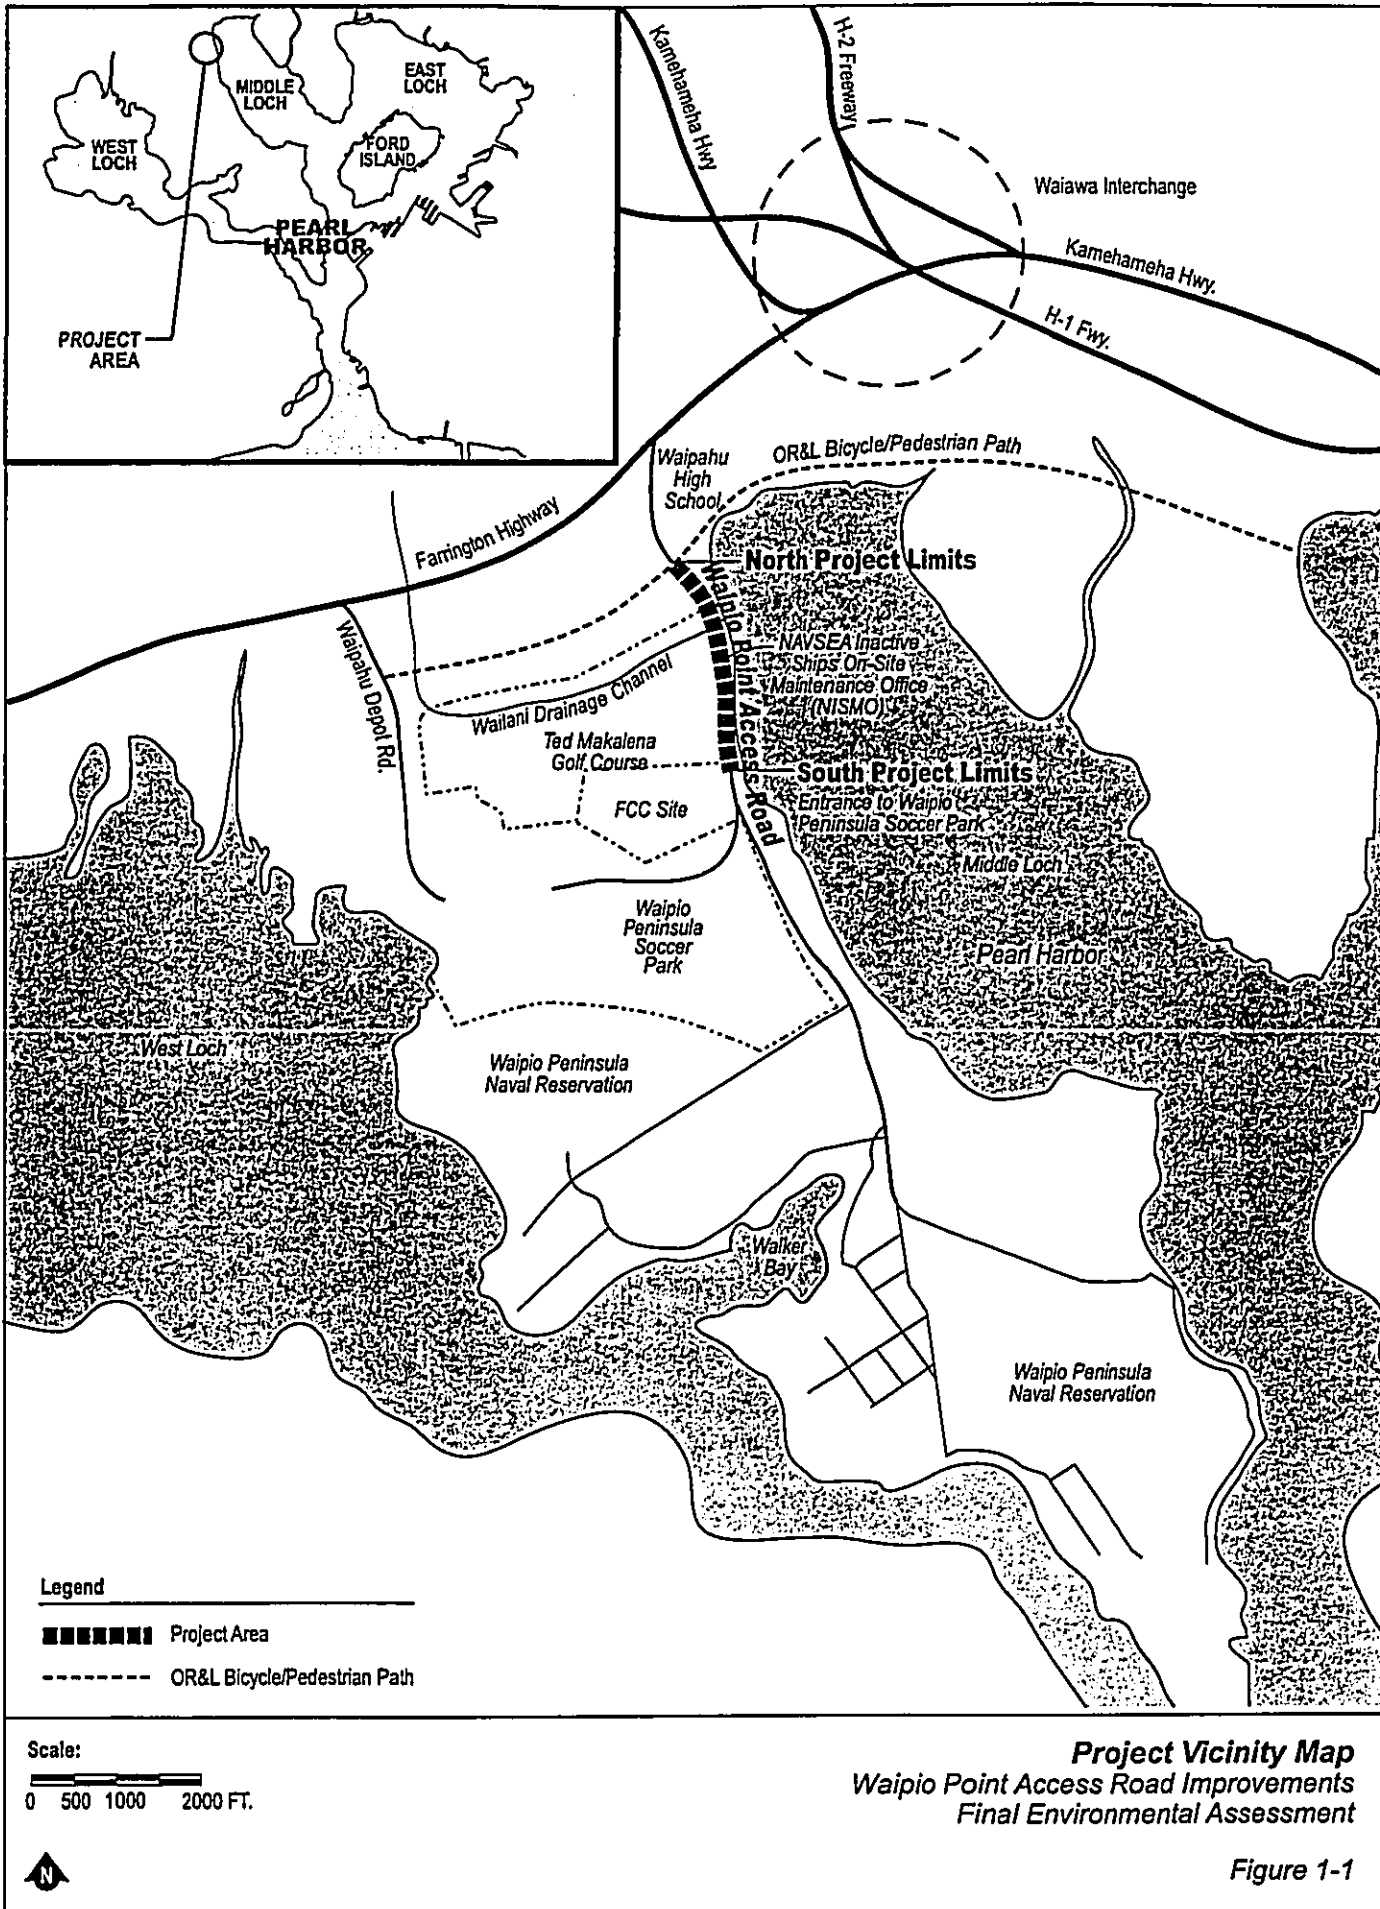 MIDDLE
LOCH
EAST
LOCH
WEST
LOCH
FORD
ISLAND
PEARL
HARBOR
PROJECT
AREA
Kamehameha Hwy
H-2 Freeway
Waiawa Interchange
Kamehameha Hwy.
H-1 Fwy.
OR&L Bicycle/Pedestrian Path
Waipahu
High
School
Farrington Highway
North Project Limits
Waipio Point Access Road
NAVSEA Inactive
Ships On-Site
Maintenance Office
(NISMO)
Waipahu Depot Rd.
Wailani Drainage Channel
Ted Makalena
Golf Course
South Project Limits
Entrance to Waipio
Peninsula Soccer Park
FCC Site
Middle Loch
Waipio
Peninsula
Soccer
Park
Pearl Harbor
West Loch
Waipio Peninsula
Naval Reservation
Walker
Bay
Waipio Peninsula
Naval Reservation
Legend
Project Area
OR&L Bicycle/Pedestrian Path
Scale:
0 500 1000 2000 FT.
N
Project Vicinity Map
Waipio Point Access Road Improvements
Final Environmental Assessment
Figure 1-1